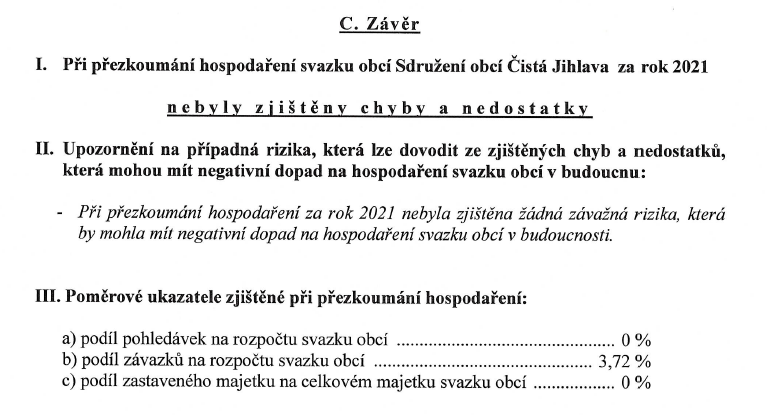 C. Závěr
I. Při přezkoumání hospodaření svazku obcí Sdružení obcí Čistá Jihlava za rok 2021
nebyly zjištěny chyby a nedostatky
II. Upozornění na případná rizika, která lze dovodit ze zjištěných chyb a nedostatků,
která mohou mít negativní dopad na hospodaření svazku obcí v budoucnu:
- Při přezkoumání hospodaření za rok 2021 nebyla zjištěna žádná závažná rizika, která
by mohla mít negativní dopad na hospodaření svazku obcí v budoucnosti.
III. Poměrové ukazatele zjištěné při přezkoumání hospodaření:
a) podíl pohledávek na rozpočtu svazku obcí ................................................ 0 %
b) podíl závazků na rozpočtu svazku obcí ................................................ 3,72 %
c) podíl zastaveného majetku na celkovém majetku svazku obcí .................. 0 %